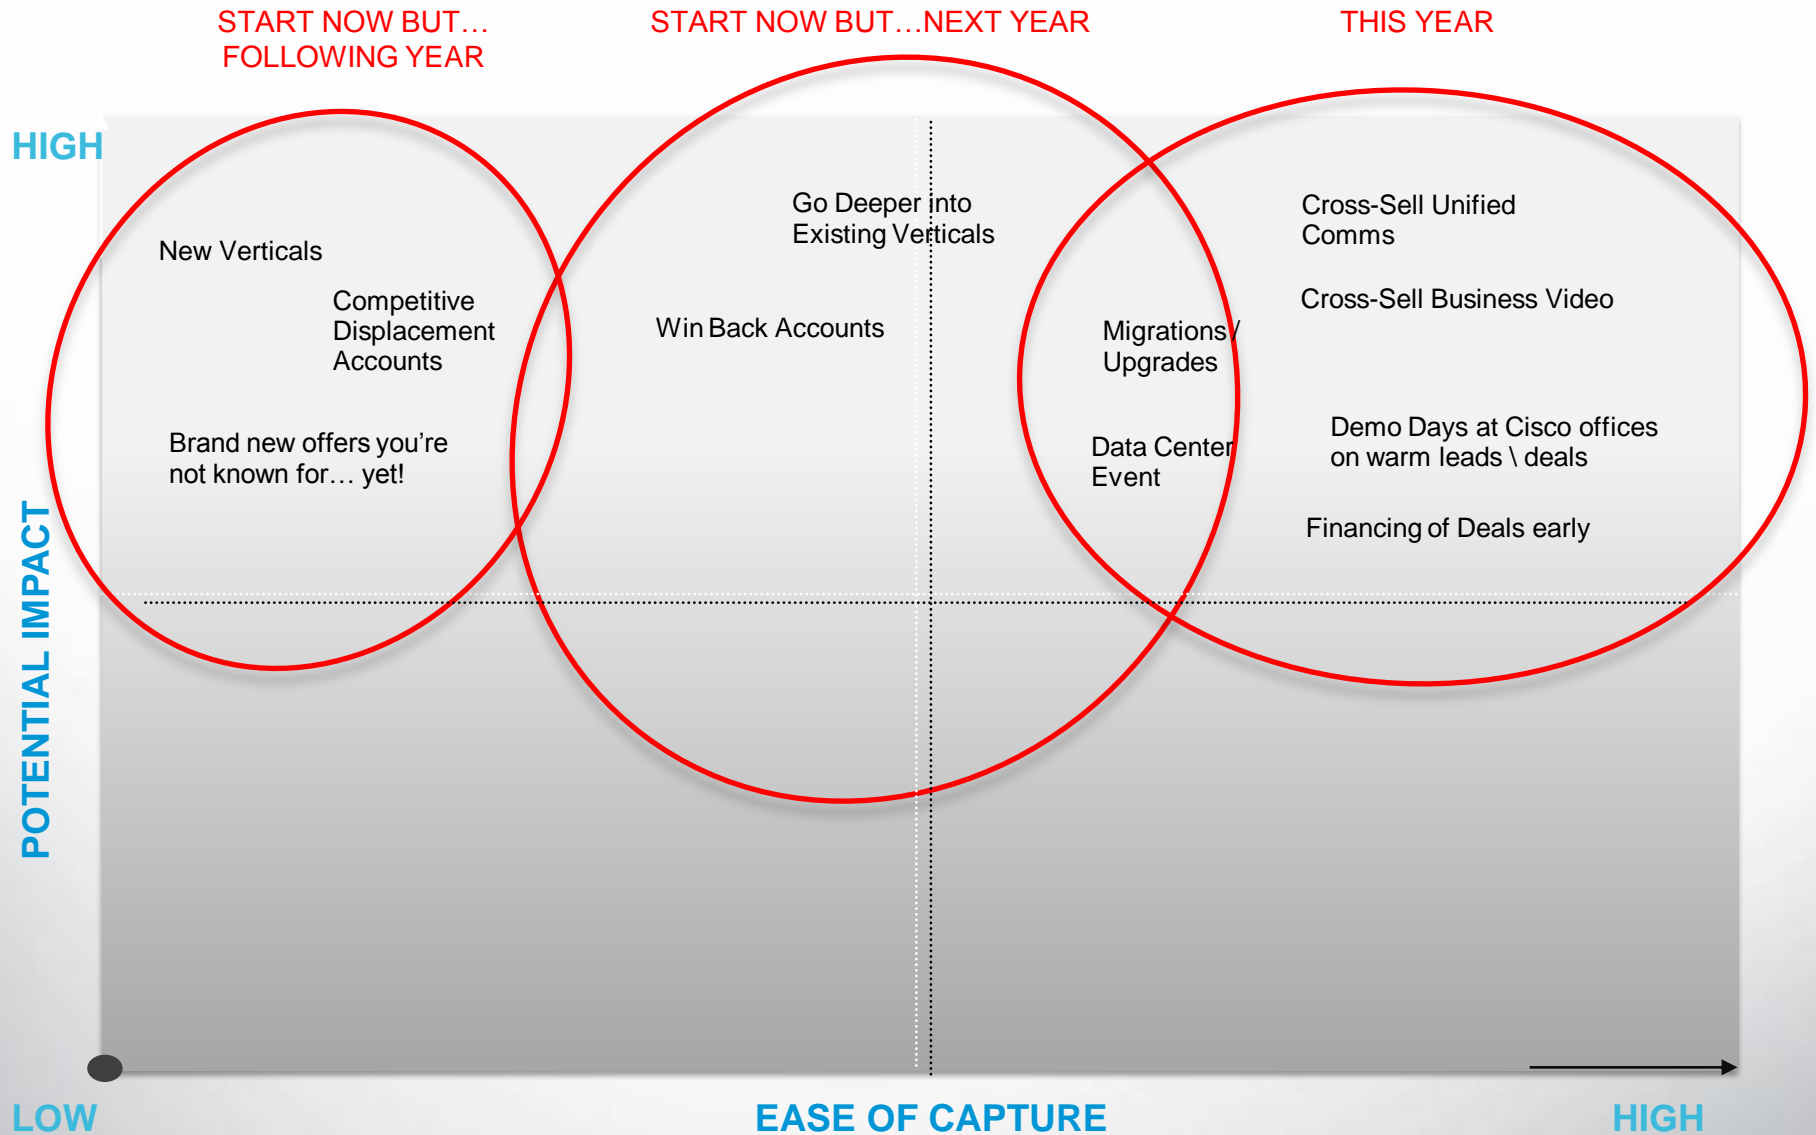 START NOW BUT…
FOLLOWING YEAR
START NOW BUT…NEXT YEAR
THIS YEAR
HIGH
New Verticals
Competitive
Displacement
Accounts
Brand new offers you’re
not known for… yet!
Go Deeper into
Existing Verticals
Win Back Accounts
Migrations /
Upgrades
Data Center
Event
Cross-Sell Unified
Comms
Cross-Sell Business Video
Demo Days at Cisco offices
on warm leads \ deals
Financing of Deals early
POTENTIAL IMPACT
LOW
EASE OF CAPTURE
HIGH